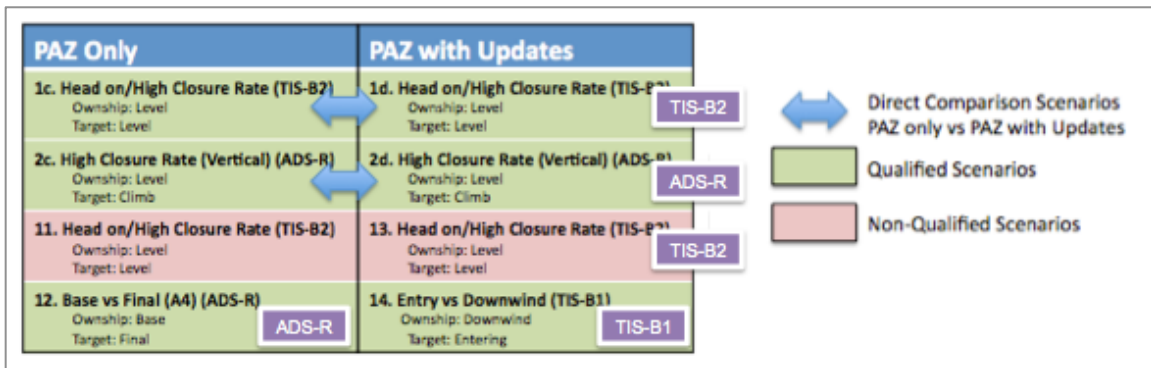 PAZ Only
PAZ with Updates
1c. Head on/High Closure Rate (TIS-B2)
Ownship: Level
Target: Level
1d. Head on/High Closure Rate (TIS-B2)
Ownship: Level
Target: Level
TIS-B2
2c. High Closure Rate (Vertical) (ADS-R)
Ownship: Level
Target: Climb
2d. High Closure Rate (Vertical) (ADS-R)
Ownship: Level
Target: Climb
ADS-R
11. Head on/High Closure Rate (TIS-B2)
Ownship: Level
Target: Level
13. Head on/High Closure Rate (TIS-B2)
Ownship: Level
Target: Level
TIS-B2
12. Base vs Final (A4) (ADS-R)
Ownship: Base
Target: Final
ADS-R
14. Entry vs Downwind (TIS-B1)
Ownship: Downwind
Target: Entering
TIS-B1
Direct Comparison Scenarios
PAZ only vs PAZ with Updates
Qualified Scenarios
Non-Qualified Scenarios